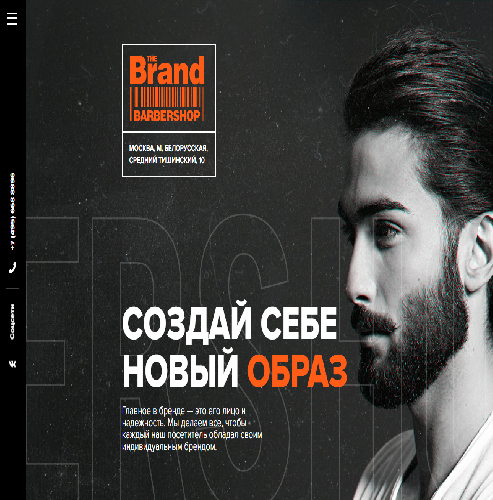 THE
Brand
BARBERSHOP
МОСКВА, М. БЕЛОРУССКАЯ,
СРЕДНИЙ ТИШИНСКИЙ, 10
СОЗДАЙ СЕБЕ
НОВЫЙ ОБРАЗ
Главное в бренде — это его лицо и
надежность. Мы делаем все, чтобы
каждый наш посетитель обладал своим
индивидуальным брендом.
Соцсети